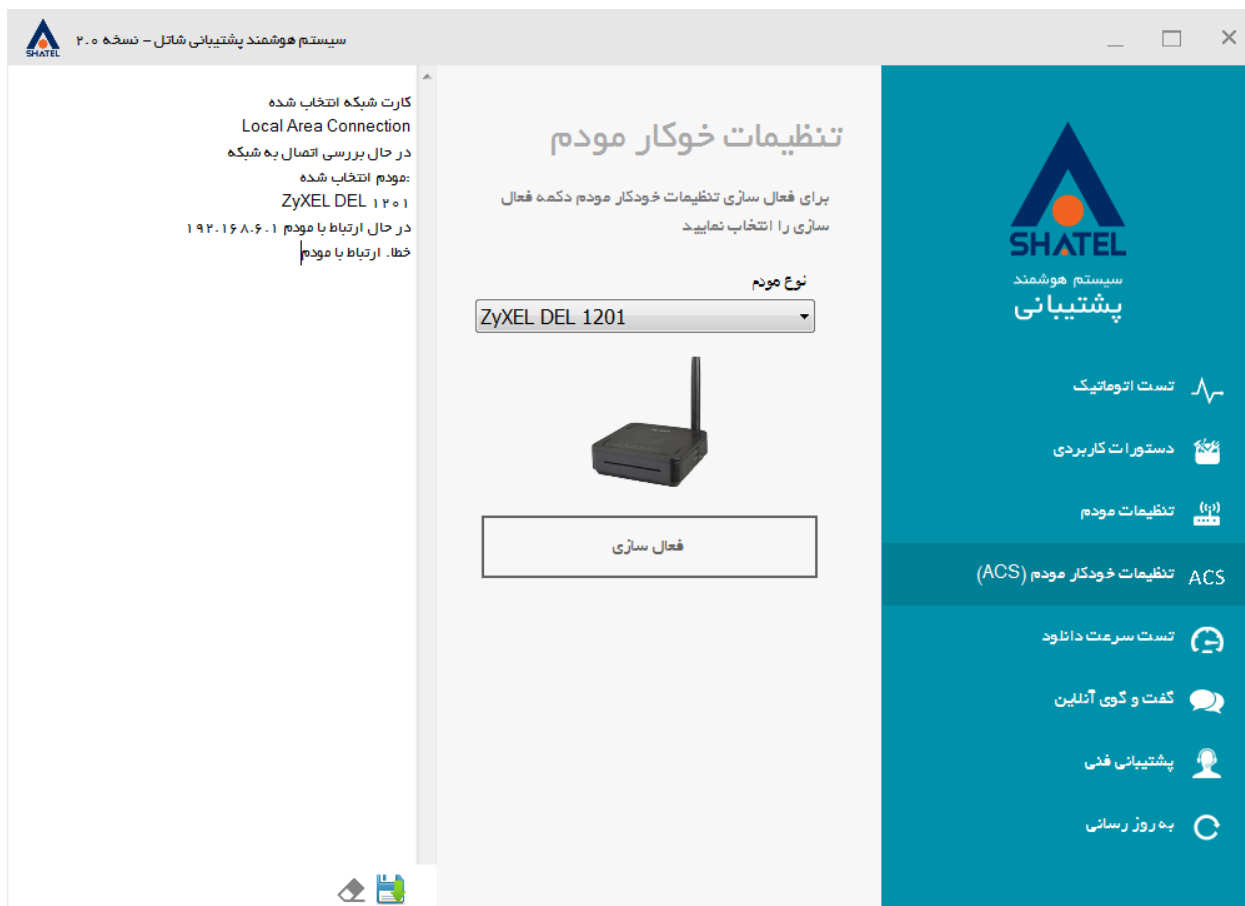 سیستم هوشمند پشتیبانی شاتل – نسخه ۲.۰
SHATEL
SHATEL
سیستم هوشمند
پشتیبانی
تست اتوماتیک
دستورات کاربردی
تنظیمات مودم
تنظیمات خودکار مودم (ACS)
ACS
تست سرعت دانلود
گفت و گوی آنلاین
پشتیبانی فنی
به روز رسانی
تنظیمات خوکار مودم
برای فعال سازی تنظیمات خودکار مودم دکمه فعال
سازی را انتخاب نمایید
نوع مودم
ZyXEL DEL 1201
فعال سازی
کارت شبکه انتخاب شده
Local Area Connection
در حال بررسی اتصال به شبکه
:مودم انتخاب شده
ZyXEL DEL ۱۲۰۱
در حال ارتباط با مودم ۱۹۲.۱۶۸.۶.۱
خطا. ارتباط با مودم